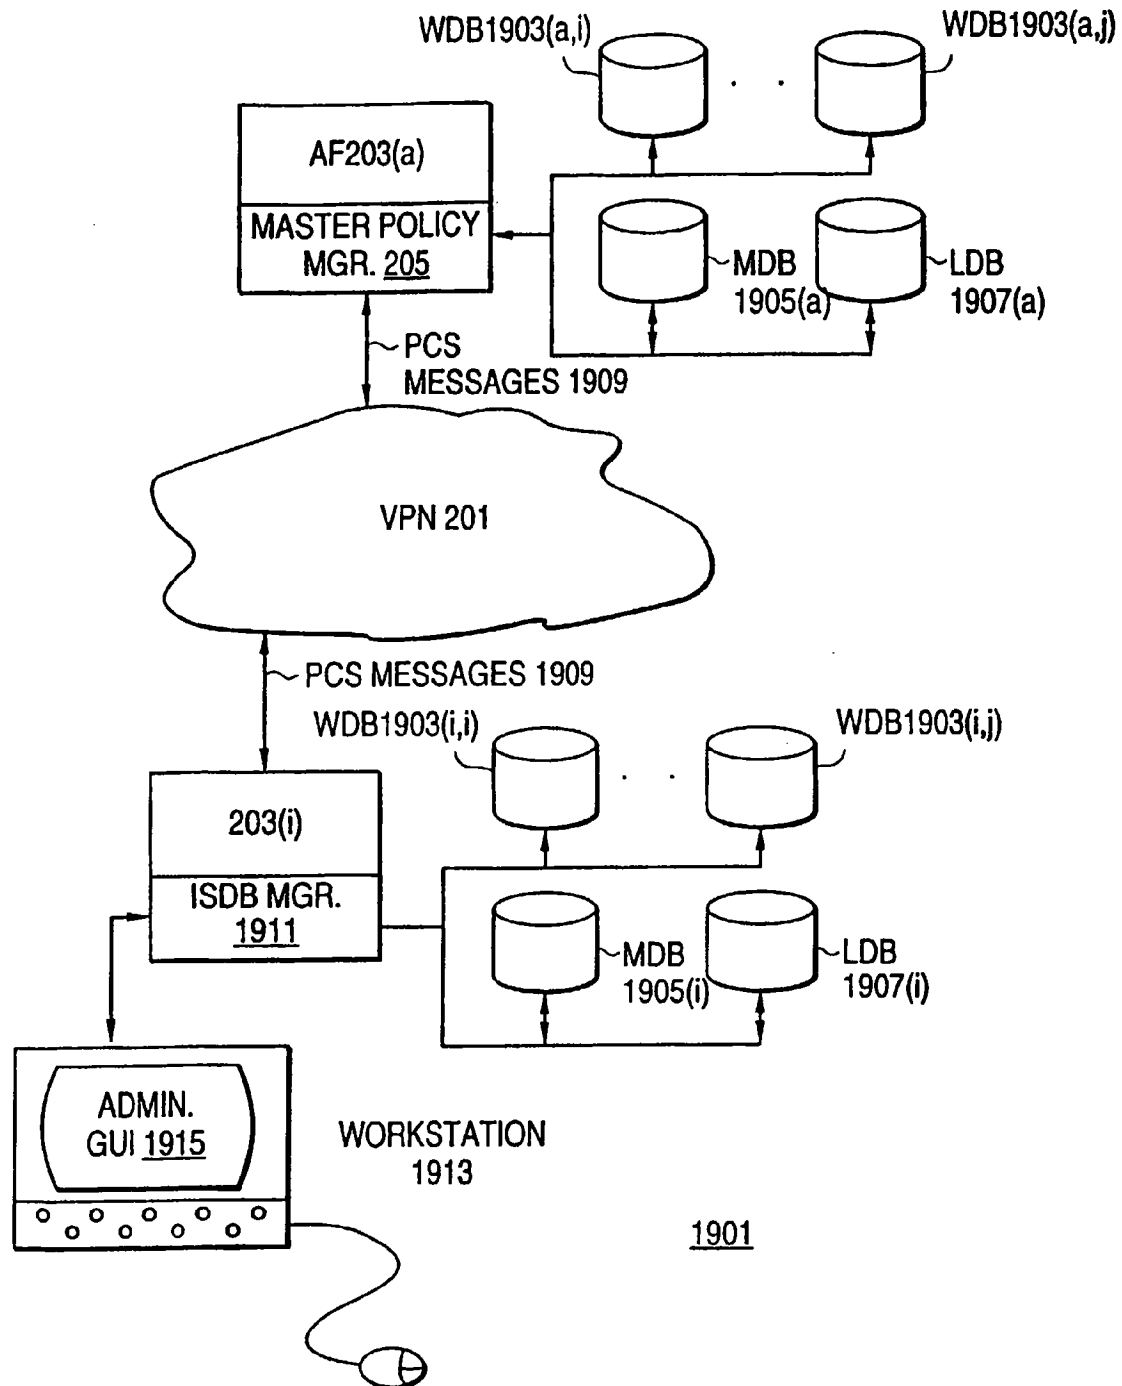 WDB1903(a,i)
WDB1903(a,j)
AF203(a)
MASTER POLICY
MGR. 205
MDB
1905(a)
LDB
1907(a)
PCS
MESSAGES 1909
VPN 201
PCS MESSAGES 1909
WDB1903(i,i)
WDB1903(i,j)
203(i)
ISDB MGR.
1911
MDB
1905(i)
LDB
1907(i)
ADMIN.
GUI 1915
WORKSTATION
1913
1901